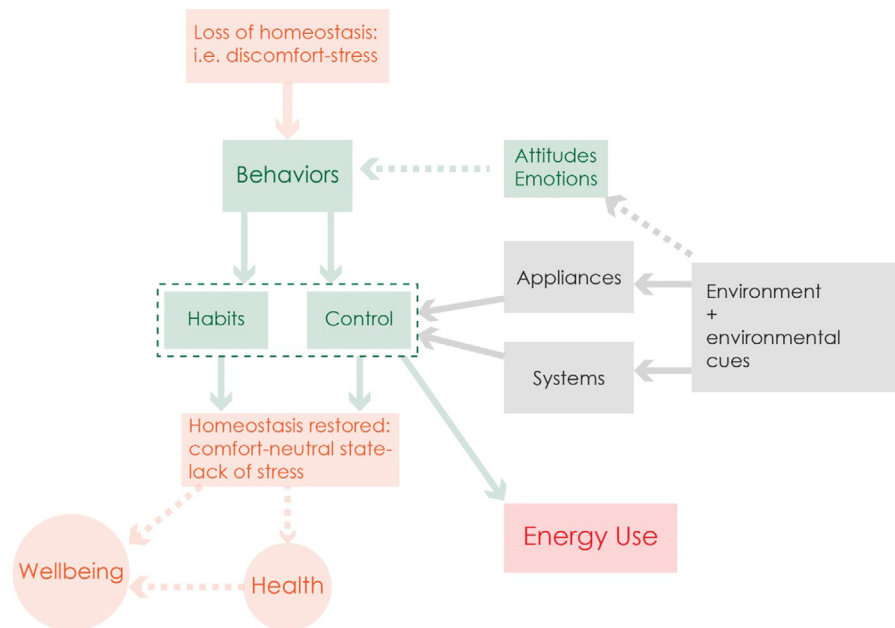 Loss of homeostasis:
i.e. discomfort-stress
Behaviors
Attitudes
Emotions
Appliances
Environment
+
environmental
cues
Habits
Control
Systems
Homeostasis restored:
comfort-neutral state-
lack of stress
Energy Use
Wellbeing
Health